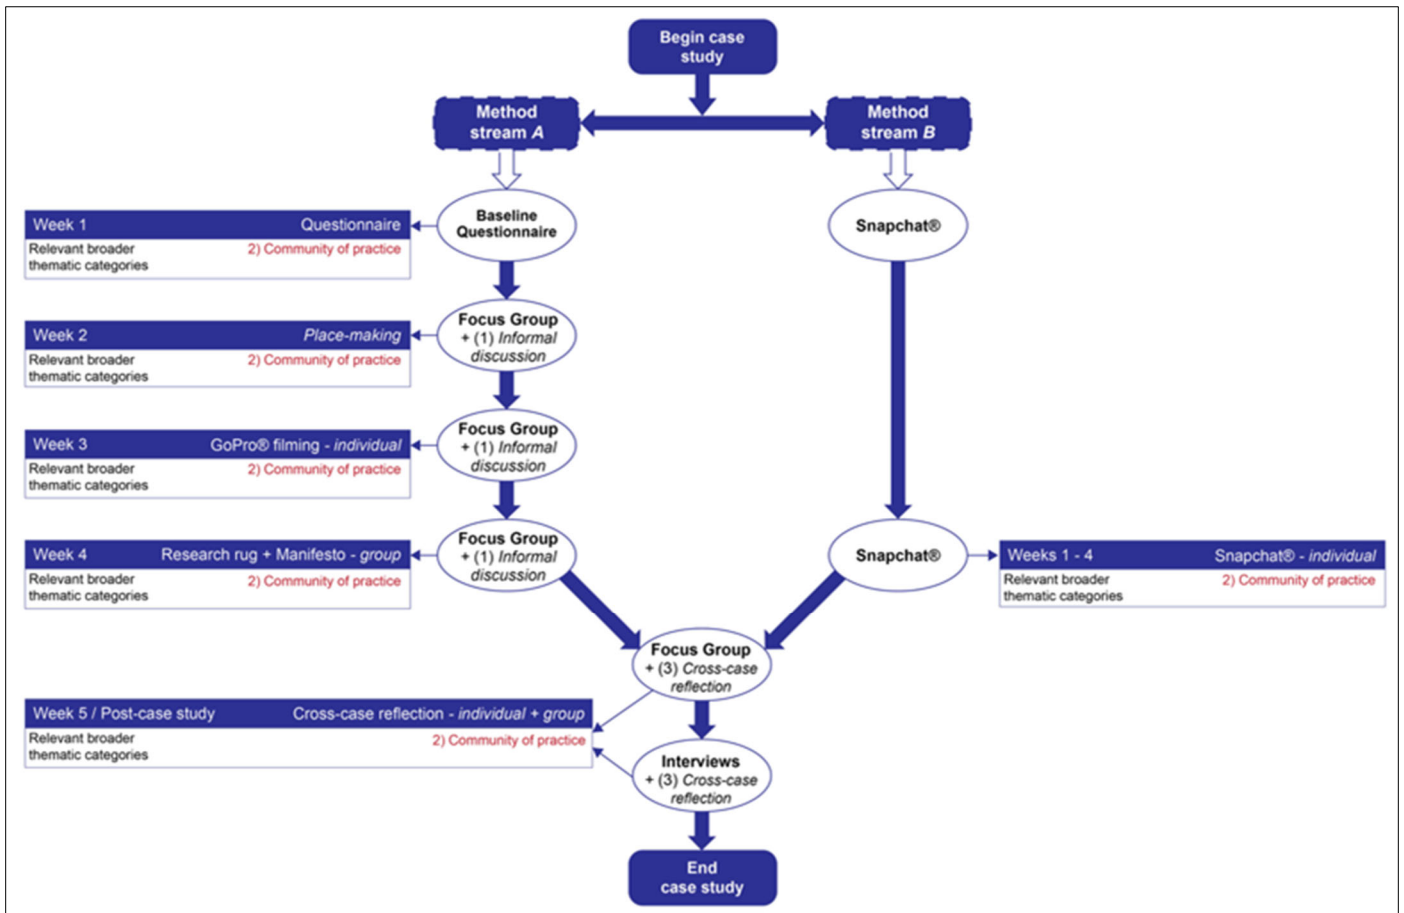 Begin case
study
Method
stream A
Method
stream B
Baseline
Questionnaire
Snapchat®
Week 1 Questionnaire
Relevant broader 2) Community of practice
thematic categories
Focus Group
+ (1) Informal
discussion
Week 2 Place-making
Relevant broader 2) Community of practice
thematic categories
Focus Group
+ (1) Informal
discussion
Week 3 GoPro® filming - individual
Relevant broader 2) Community of practice
thematic categories
Focus Group
+ (1) Informal
discussion
Week 4 Research rug + Manifesto - group
Relevant broader 2) Community of practice
thematic categories
Snapchat®
Weeks 1 - 4 Snapchat® - individual
Relevant broader 2) Community of practice
thematic categories
Focus Group
+ (3) Cross-case
reflection
Week 5 / Post-case study Cross-case reflection - individual + group
Relevant broader 2) Community of practice
thematic categories
Interviews
+ (3) Cross-case
reflection
End
case study